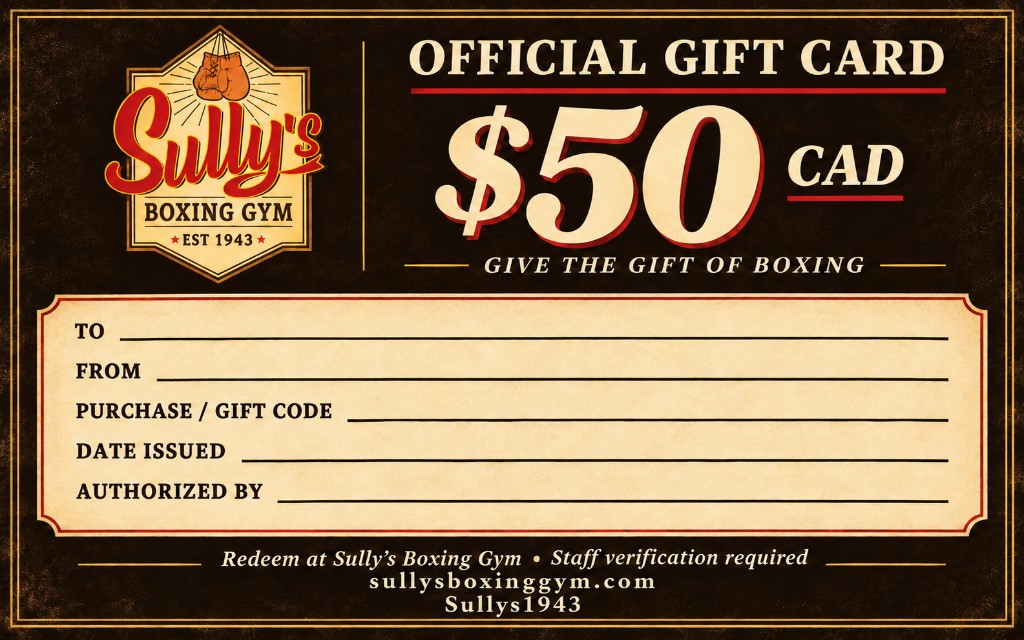 Sully's
BOXING GYM
★ EST 1943 ★
OFFICIAL GIFT CARD
$50 CAD
GIVE THE GIFT OF BOXING
TO
FROM
PURCHASE / GIFT CODE
DATE ISSUED
AUTHORIZED BY
Redeem at Sully's Boxing Gym • Staff verification required
sullysboxinggym.com
Sullys1943